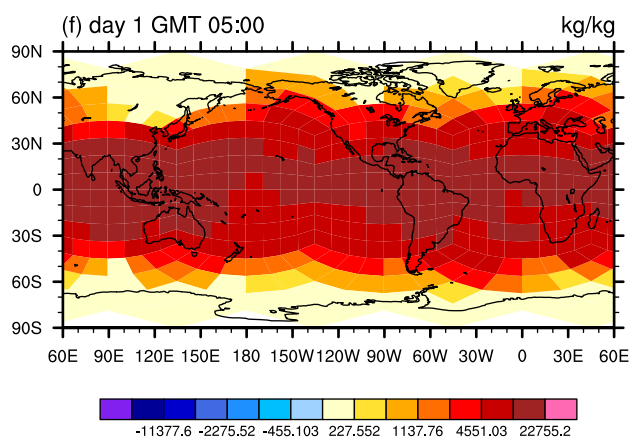 (f) day 1 GMT 05:00 kg/kg
90N
60N
30N
0
30S
60S
90S
60E 90E 120E 150E 180 150W 120W 90W 60W 30W 0 30E 60E
-11377.6 -2275.52 -455.103 227.552 1137.76 4551.03 22755.2